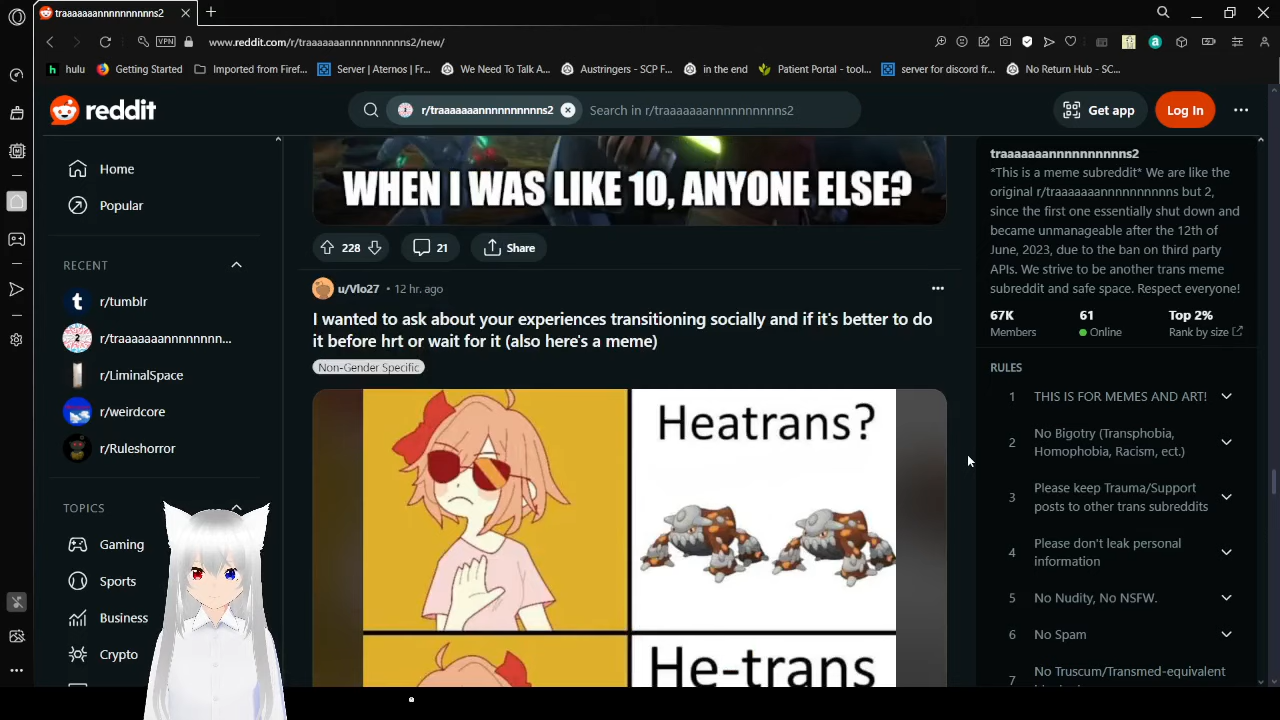 traaaaaaannnnnnnnnns2
VPN
www.reddit.com/r/traaaaaaannnnnnnnnns2/new/
hulu
Getting Started
Imported from Firef...
Server | Aternos | Fr...
We Need To Talk A...
Austringers - SCP F...
in the end
Patient Portal - tool...
server for discord fr...
No Return Hub - SC...
reddit
r/traaaaaaannnnnnnnnns2
Search in r/traaaaaaannnnnnnnnns2
Get app
Log In
Home
Popular
RECENT
r/tumblr
r/traaaaaaannnnnnn...
r/LiminalSpace
r/weirdcore
r/Ruleshorror
TOPICS
Gaming
Sports
Business
Crypto
WHEN I WAS LIKE 10, ANYONE ELSE?
228
21
Share
u/Vlo27 • 12 hr. ago
I wanted to ask about your experiences transitioning socially and if it's better to do
it before hrt or wait for it (also here's a meme)
Non-Gender Specific
Heatrans?
He-trans
traaaaaaannnnnnnnnns2
*This is a meme subreddit* We are like the
original r/traaaaaaannnnnnnnnns but 2,
since the first one essentially shut down and
became unmanageable after the 12th of
June, 2023, due to the ban on third party
APIs. We strive to be another trans meme
subreddit and safe space. Respect everyone!
67K
Members
61
Online
Top 2%
Rank by size
RULES
1 THIS IS FOR MEMES AND ART!
2 No Bigotry (Transphobia,
Homophobia, Racism, ect.)
3 Please keep Trauma/Support
posts to other trans subreddits
4 Please don't leak personal
information
5 No Nudity, No NSFW.
6 No Spam
7 No Truscum/Transmed-equivalent